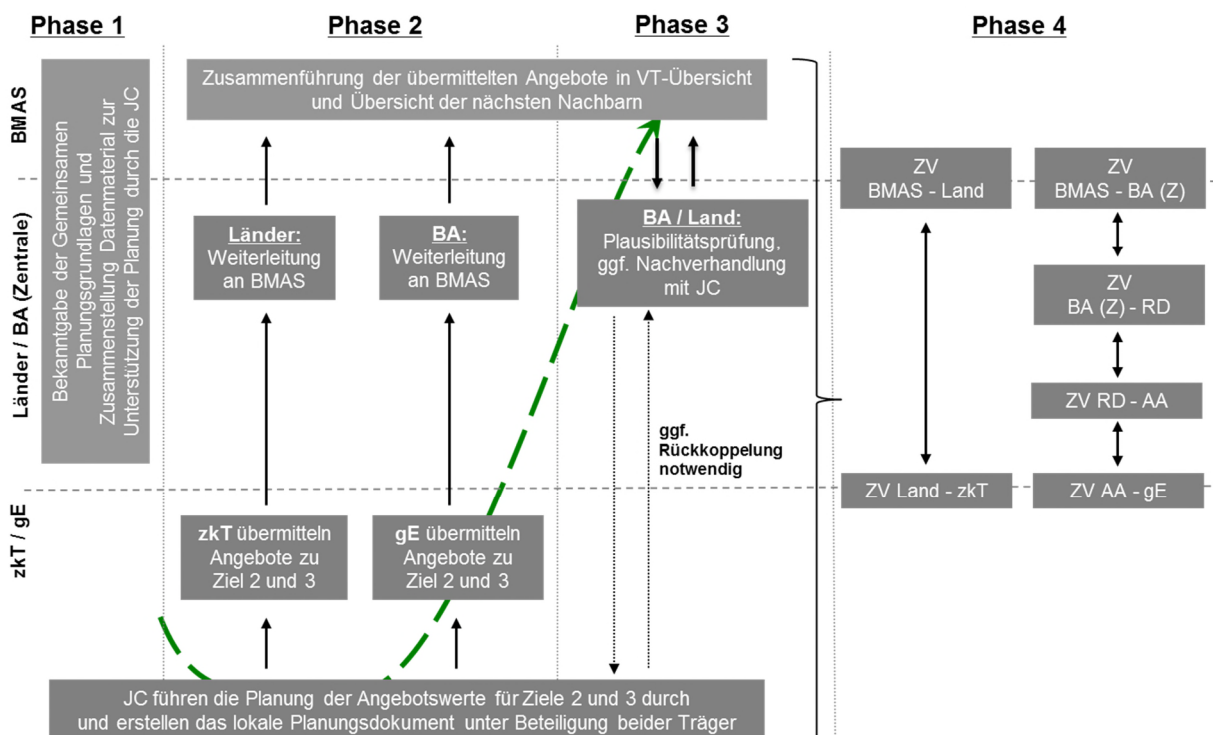 Phase 1
Phase 2
Phase 3
Phase 4
BMAS
Länder / BA (Zentrale)
zkT / gE
Bekanntgabe der Gemeinsamen
Planungsgrundlagen und
Zusammenstellung Datenmaterial zur
Unterstützung der Planung durch die JC
Zusammenführung der übermittelten Angebote in VT-Übersicht
und Übersicht der nächsten Nachbarn
Länder:
Weiterleitung
an BMAS
BA:
Weiterleitung
an BMAS
BA / Land:
Plausibilitätsprüfung,
ggf. Nachverhandlung
mit JC
ggf.
Rückkoppelung
notwendig
zkT übermitteln
Angebote zu
Ziel 2 und 3
gE übermitteln
Angebote zu
Ziel 2 und 3
JC führen die Planung der Angebotswerte für Ziele 2 und 3 durch
und erstellen das lokale Planungsdokument unter Beteiligung beider Träger
ZV
BMAS - Land
ZV
BMAS - BA (Z)
ZV
BA (Z) - RD
ZV RD - AA
ZV Land - zkT
ZV AA - gE